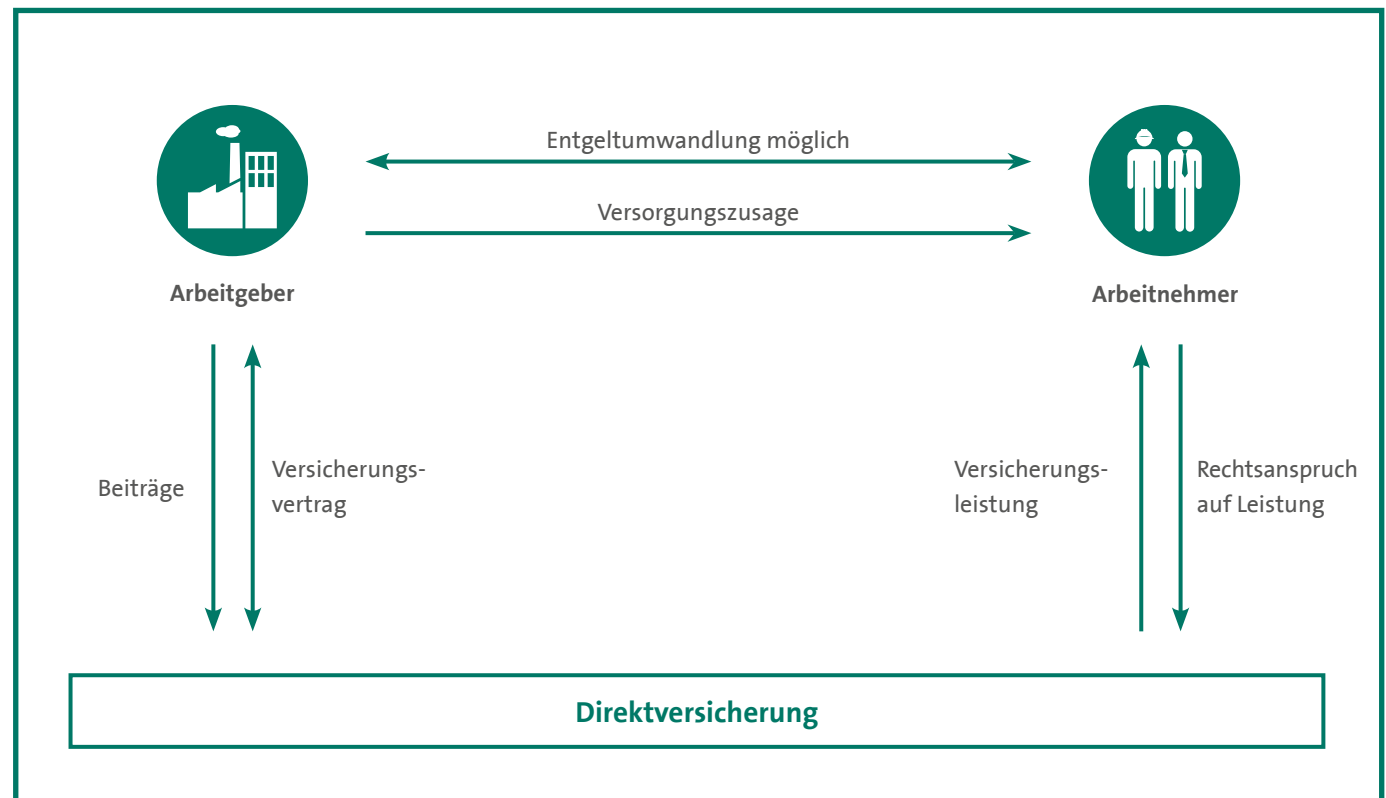 Entgeltumwandlung möglich
Versorgungszusage
Arbeitgeber
Arbeitnehmer
Beiträge
Versicherungs-
vertrag
Versicherungs-
leistung
Rechtsanspruch
auf Leistung
Direktversicherung